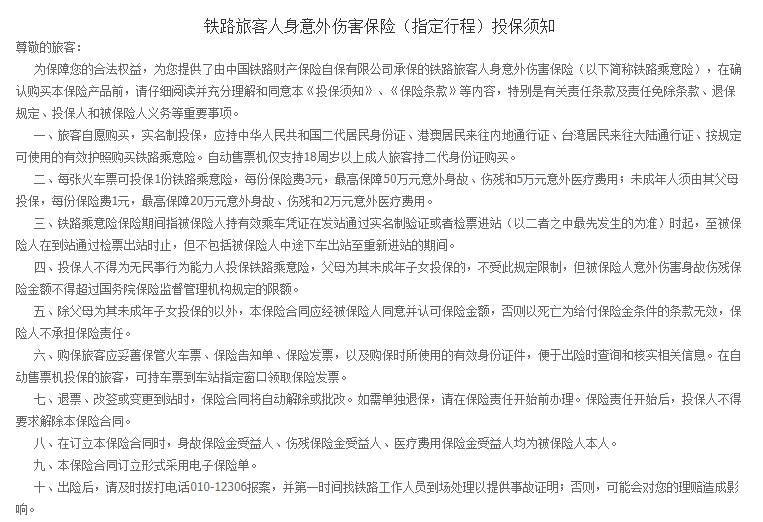 铁路旅客人身意外伤害保险（指定行程）投保须知
尊敬的旅客：
为保障您的合法权益，为您提供了由中国铁路财产保险自保有限公司承保的铁路旅客人身意外伤害保险（以下简称铁路乘意险），在确
认购买本保险产品前，请仔细阅读并充分理解和同意本《投保须知》、《保险条款》等内容，特别是有关责任条款及责任免除条款、退保
规定、投保人和被保险人义务等重要事项。
一、旅客自愿购买，实名制投保，应持中华人民共和国二代居民身份证、港澳居民来往内地通行证、台湾居民来往大陆通行证、按规定
可使用的有效护照购买铁路乘意险。自动售票机仅支持18周岁以上成人旅客持二代身份证购买。
二、每张火车票可投保1份铁路乘意险，每份保险费3元，最高保障50万元意外身故、伤残和5万元意外医疗费用；未成年人须由其父母
投保，每份保险费1元，最高保障20万元意外身故、伤残和2万元意外医疗费用。
三、铁路乘意险保险期间指被保险人持有效乘车凭证在发站通过实名制验证或者检票进站（以二者之中最先发生的为准）时起，至被保
险人在到站通过检票出站时止，但不包括被保险人中途下车出站至重新进站的期间。
四、投保人不得为无民事行为能力人投保铁路乘意险，父母为其未成年子女投保的，不受此规定限制，但被保险人意外伤害身故伤残保
险金额不得超过国务院保险监督管理机构规定的限额。
五、除父母为其未成年子女投保的以外，本保险合同应经被保险人同意并认可保险金额，否则以死亡为给付保险金条件的条款无效，保
险人不承担保险责任。
六、购保旅客应妥善保管火车票、保险告知单、保险发票，以及购保时所使用的有效身份证件，便于出险时查询和核实相关信息。在自
动售票机投保的旅客，可持车票到车站指定窗口领取保险发票。
七、退票、改签或变更到站时，保险合同将自动解除或批改。如需单独退保，请在保险责任开始前办理。保险责任开始后，投保人不得
要求解除本保险合同。
八、在订立本保险合同时，身故保险金受益人、伤残保险金受益人、医疗费用保险金受益人均为被保险人本人。
九、本保险合同订立形式采用电子保险单。
十、出险后，请及时拨打电话010-12306报案，并第一时间找铁路工作人员到场处理以提供事故证明；否则，可能会对您的理赔造成影
响。